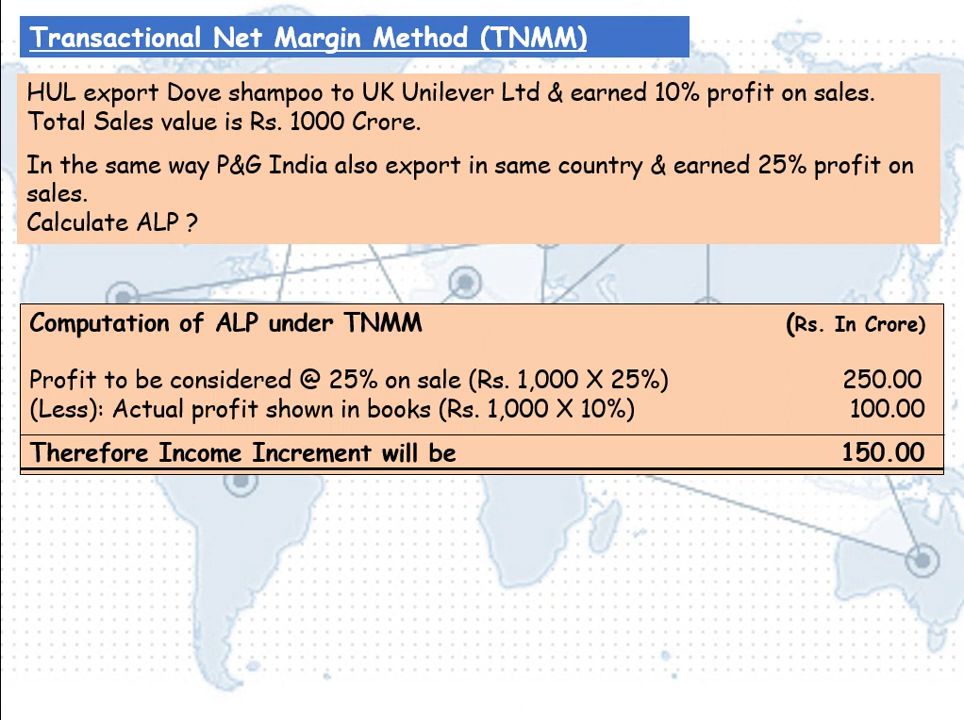 Transactional Net Margin Method (TNMM)
HUL export Dove shampoo to UK Unilever Ltd & earned 10% profit on sales.
Total Sales value is Rs. 1000 Crore.
In the same way P&G India also export in same country & earned 25% profit on
sales.
Calculate ALP ?
Computation of ALP under TNMM (Rs. In Crore)
Profit to be considered @ 25% on sale (Rs. 1,000 X 25%) 250.00
(Less): Actual profit shown in books (Rs. 1,000 X 10%) 100.00
Therefore Income Increment will be 150.00